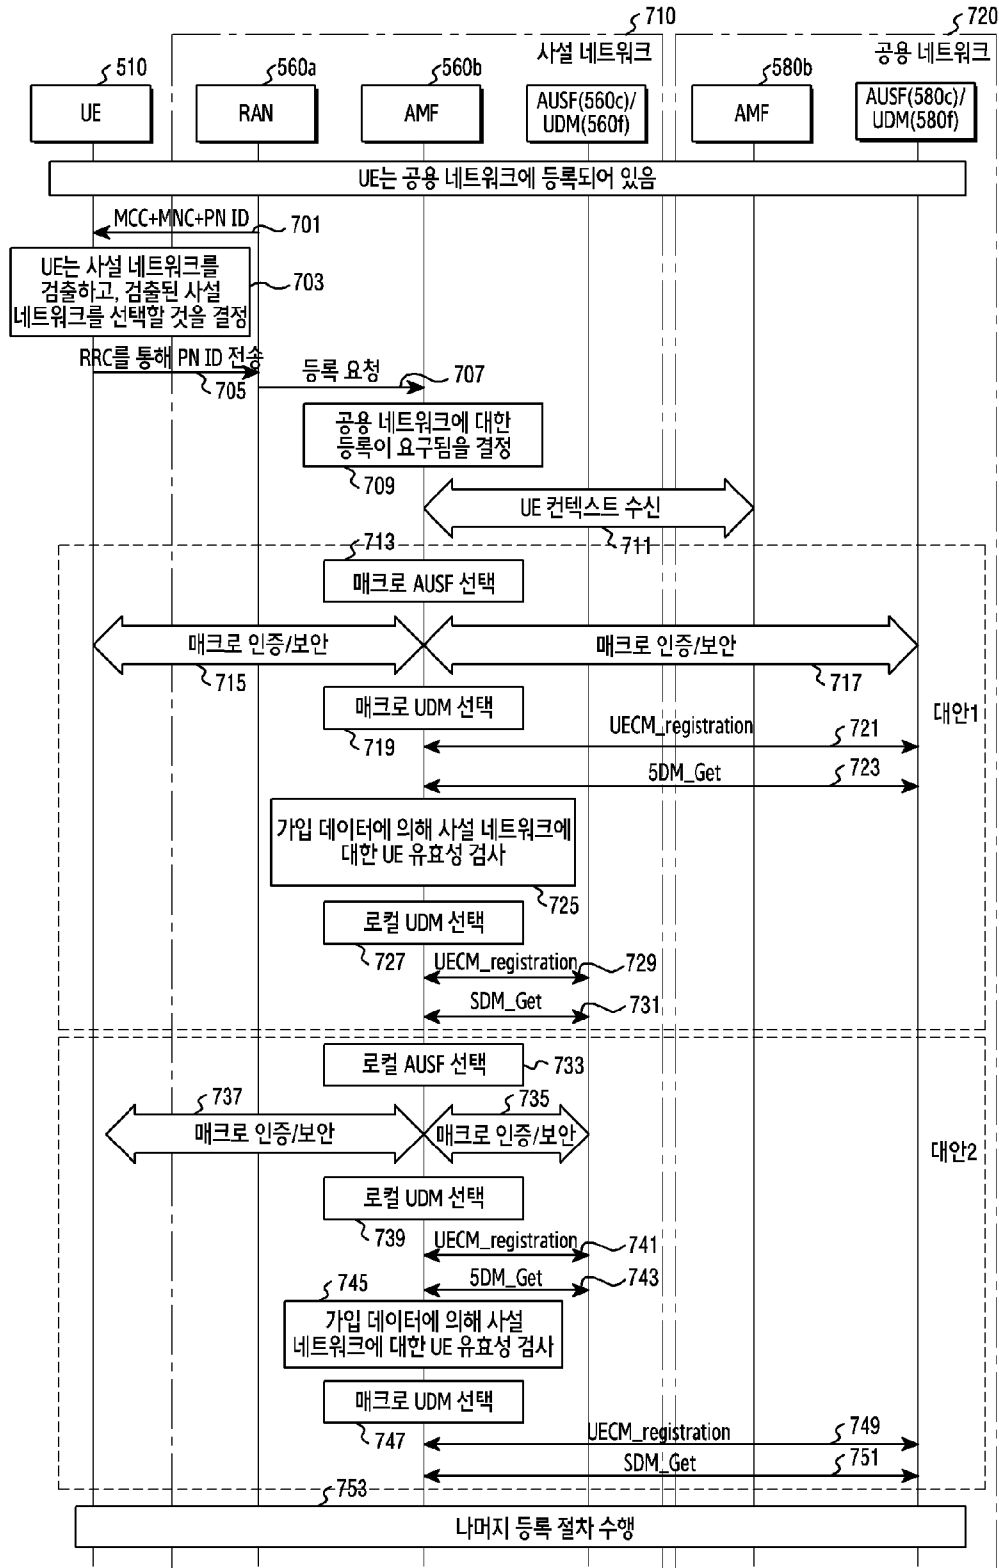 710
720
사설 네트워크
공용 네트워크
510
560a
560b
580b
UE
RAN
AMF
AUSF(560c)/
UDM(560f)
AMF
AUSF(580c)/
UDM(580f)
UE는 공용 네트워크에 등록되어 있음
MCC+MNC+PN ID
701
UE는 사설 네트워크를
검출하고, 검출된 사설
네트워크를 선택할 것을 결정
703
RRC를 통해 PN ID 전송
705
등록 요청
707
공용 네트워크에 대한
등록이 요구됨을 결정
709
UE 컨텍스트 수신
711
713
매크로 AUSF 선택
매크로 인증/보안
매크로 인증/보안
715
717
매크로 UDM 선택
719
대안1
UECM_registration
721
5DM_Get
723
가입 데이터에 의해 사설 네트워크에
대한 UE 유효성 검사
725
로컬 UDM 선택
727
UECM_registration
729
SDM_Get
731
로컬 AUSF 선택
733
737
735
매크로 인증/보안
매크로 인증/보안
대안2
로컬 UDM 선택
739
UECM_registration
741
5DM_Get
743
745
가입 데이터에 의해 사설
네트워크에 대한 UE 유효성 검사
매크로 UDM 선택
747
UECM_registration
749
SDM_Get
751
753
나머지 등록 절차 수행